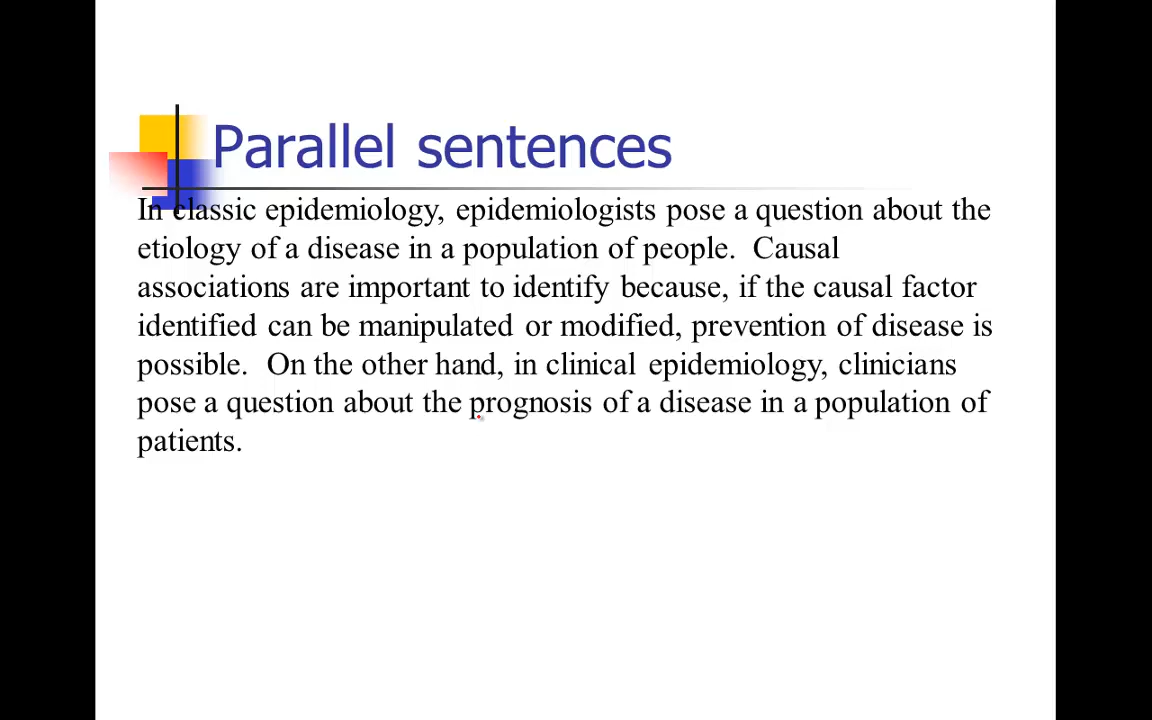 Parallel sentences
In classic epidemiology, epidemiologists pose a question about the
etiology of a disease in a population of people.  Causal
associations are important to identify because, if the causal factor
identified can be manipulated or modified, prevention of disease is
possible.  On the other hand, in clinical epidemiology, clinicians
pose a question about the prognosis of a disease in a population of
patients.